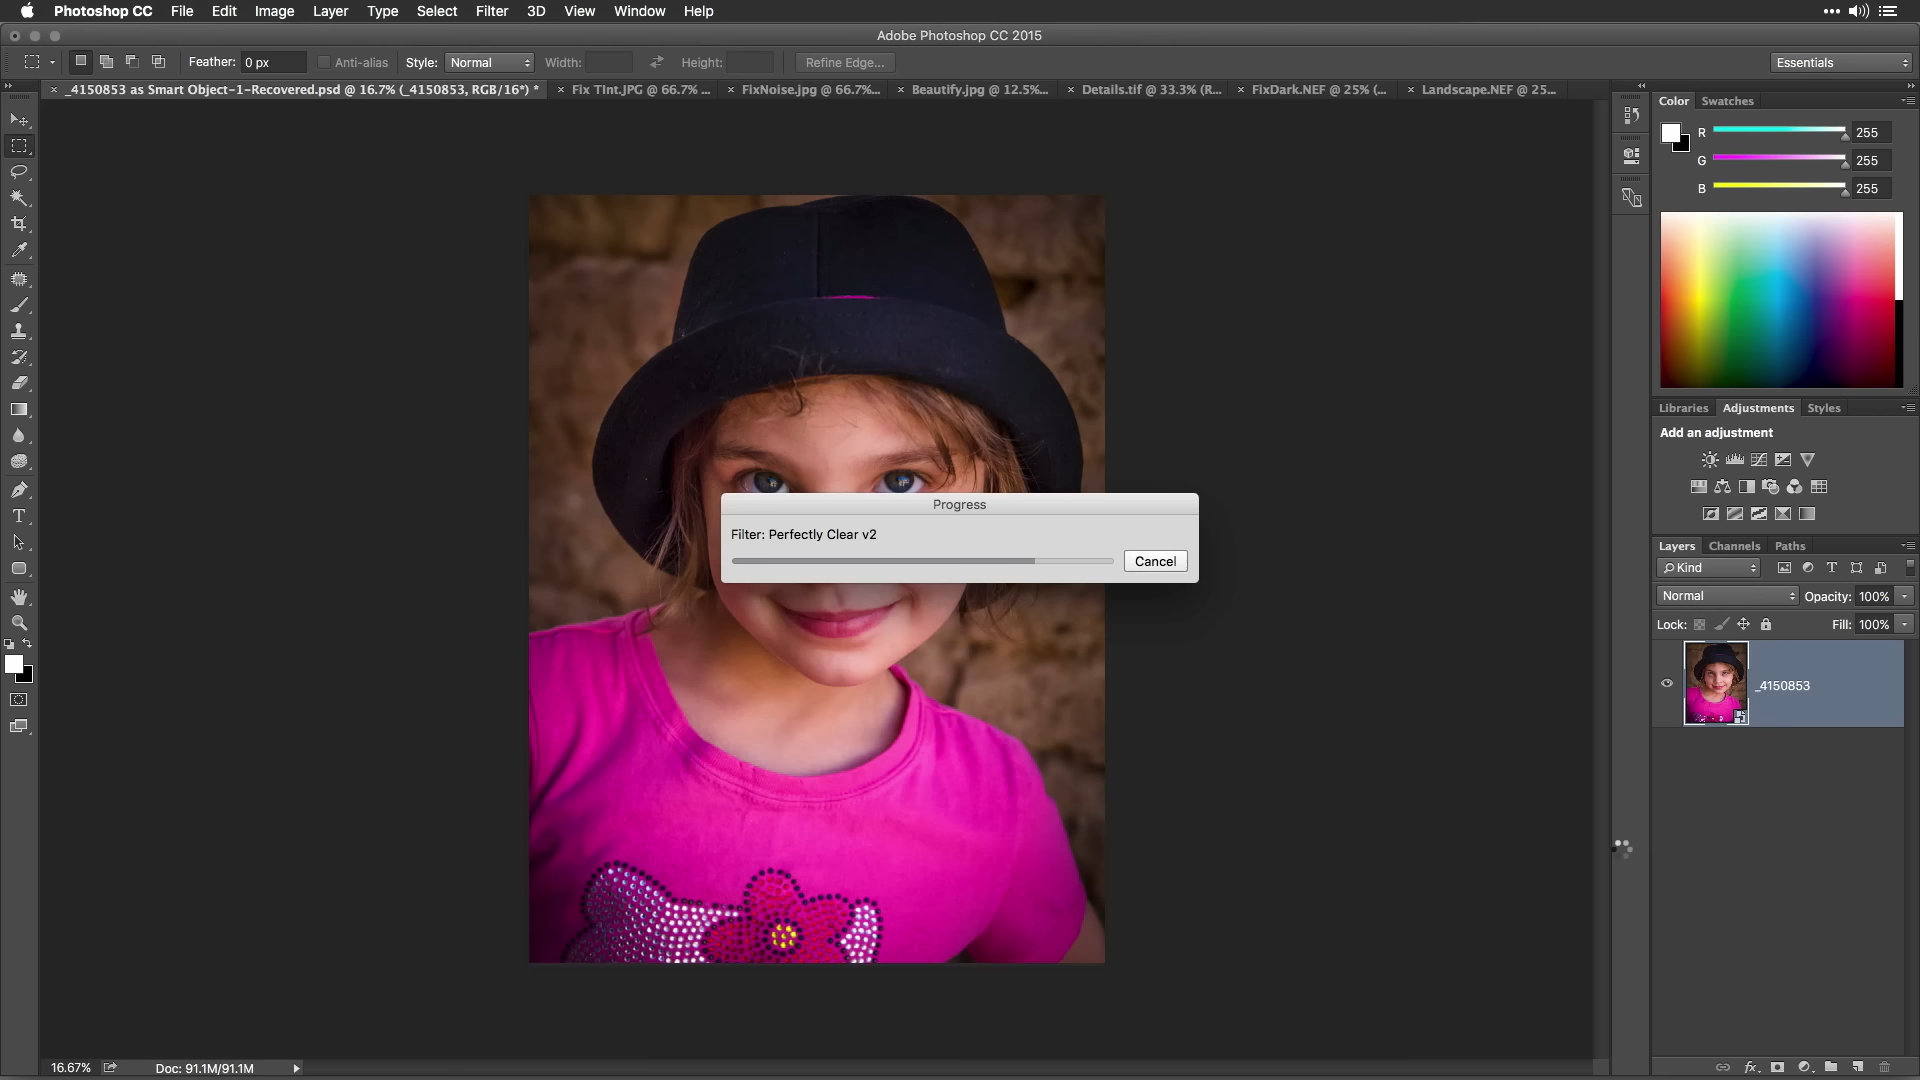 Photoshop CC File Edit Image Layer Type Select Filter 3D View Window Help
Adobe Photoshop CC 2015
Feather: 0 px Anti-alias Style: Normal Width: Height: Refine Edge... Essentials
_4150853 as Smart Object-1-Recovered.psd @ 16.7% (_4150853, RGB/16*) * Fix TInt.JPG @ 66.7% ... FixNoise.jpg @ 66.7%... Beautify.jpg @ 12.5%... Details.tif @ 33.3% (R... FixDark.NEF @ 25% (... Landscape.NEF @ 25...
Color Swatches
R 255
G 255
B 255
Libraries Adjustments Styles
Add an adjustment
Progress
Filter: Perfectly Clear v2
Cancel
Layers Channels Paths
Kind
Normal Opacity: 100%
Lock: Fill: 100%
_4150853
16.67% Doc: 91.1M/91.1M